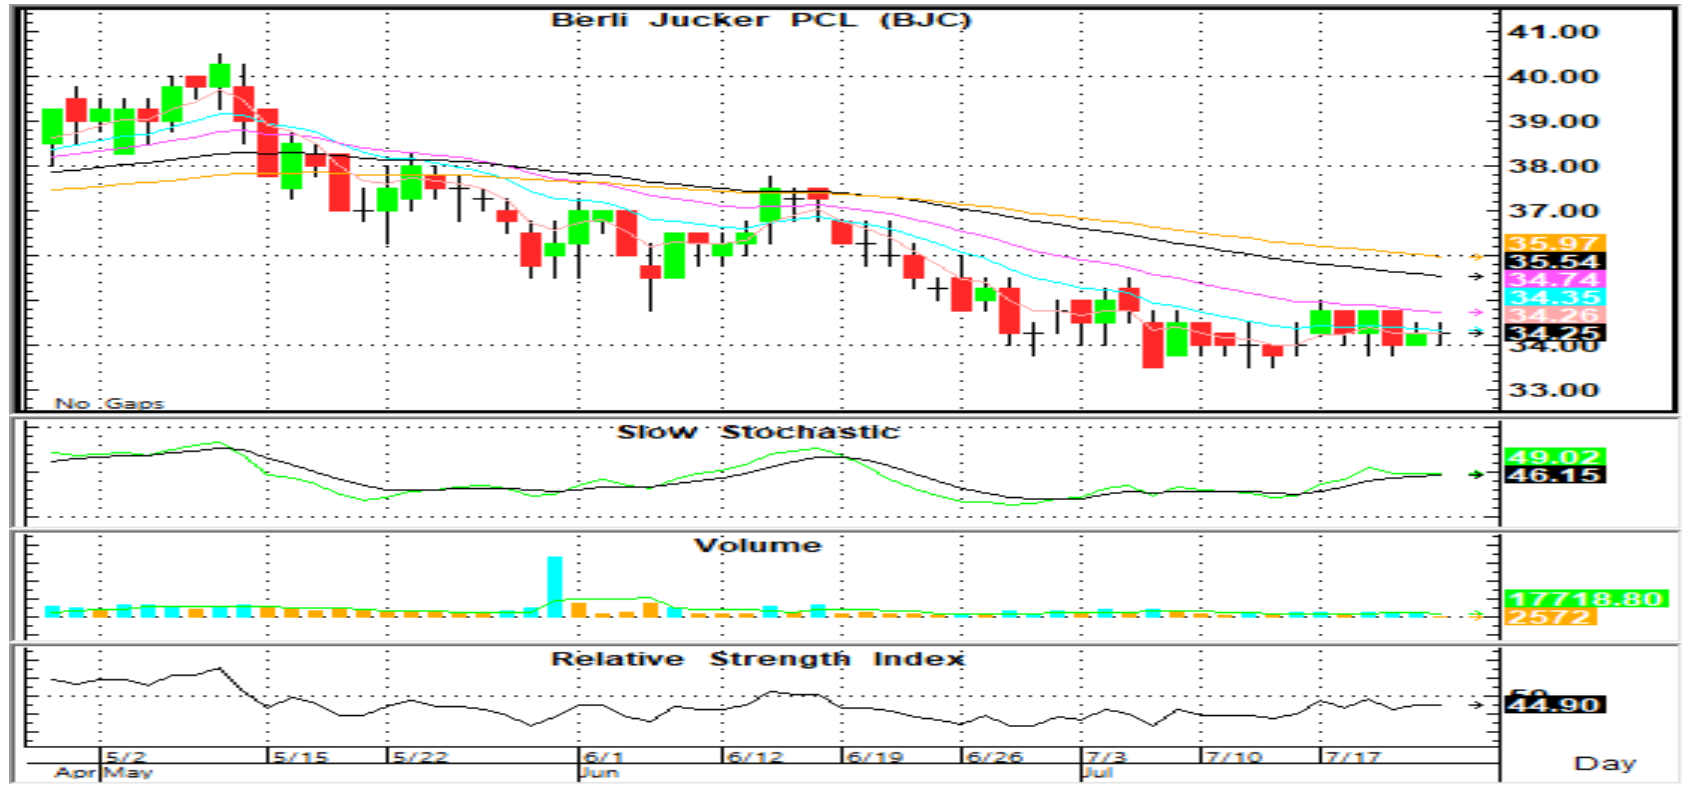 Berli Jucker PCL (BJC)
41.00
40.00
39.00
38.00
37.00
35.97
35.54
34.74
34.35
34.26
34.25
34.00
33.00
No Gaps
Slow Stochastic
49.02
46.15
Volume
17718.80
2572
Relative Strength Index
50
44.90
5/2 5/15 5/22 6/1 6/12 6/19 6/26 7/3 7/10 7/17
Apr May Jun Jul
Day